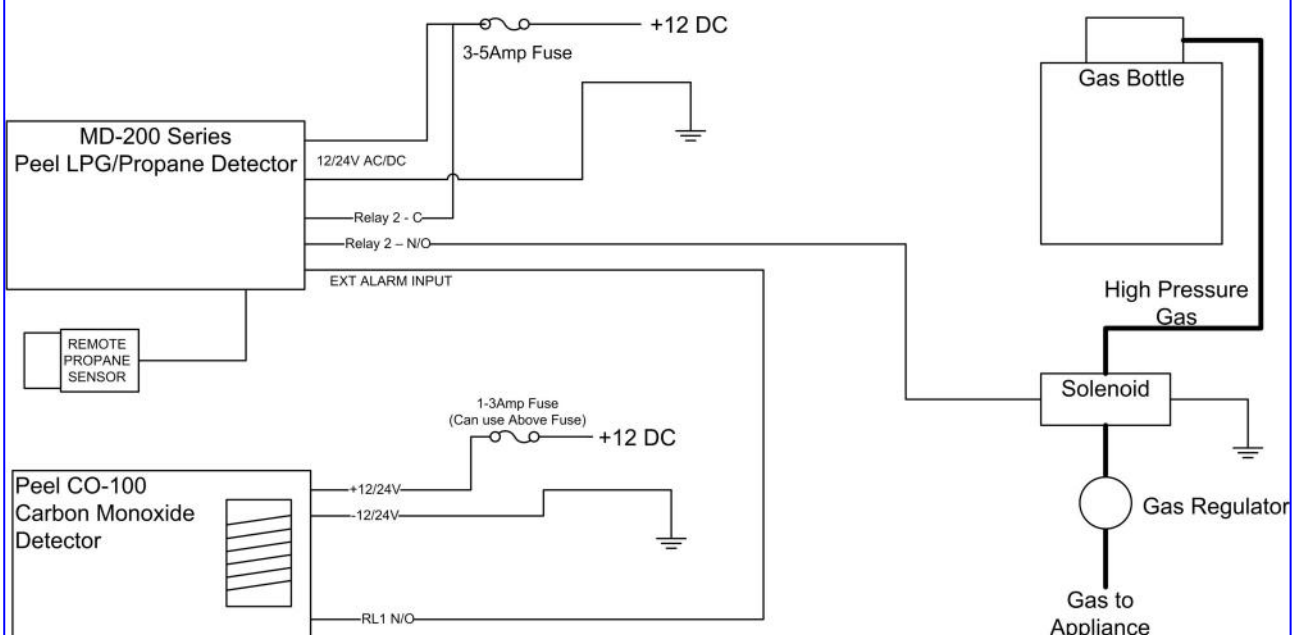 +12 DC
3-5Amp Fuse
Gas Bottle
MD-200 Series
Peel LPG/Propane Detector
12/24V AC/DC
Relay 2 - C
Relay 2 – N/O
EXT ALARM INPUT
High Pressure
Gas
REMOTE
PROPANE
SENSOR
Solenoid
1-3Amp Fuse
(Can use Above Fuse)
+12 DC
Peel CO-100
Carbon Monoxide
Detector
+12/24V
-12/24V
Gas Regulator
RL1 N/O
Gas to
Appliance